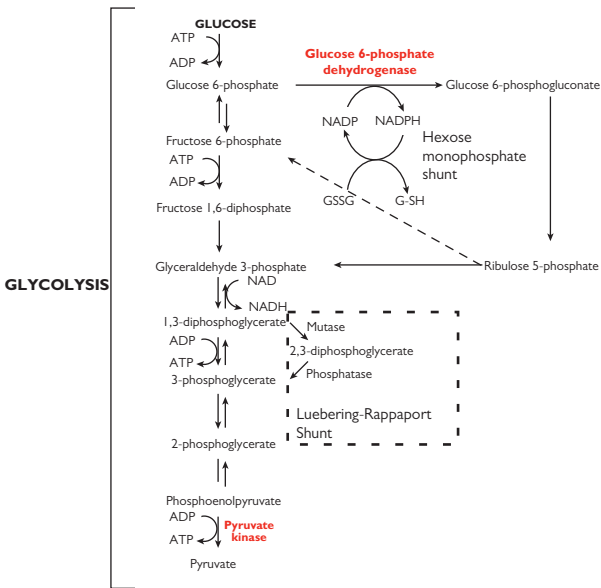 GLUCOSE
ATP
ADP
Glucose 6-phosphate
dehydrogenase
Glucose 6-phosphate
Glucose 6-phosphogluconate
NADP
NADPH
Hexose
monophosphate
shunt
Fructose 6-phosphate
ATP
ADP
GSSG
G-SH
Fructose 1,6-diphosphate
Glyceraldehyde 3-phosphate
Ribulose 5-phosphate
GLYCOLYSIS
NAD
NADH
1,3-diphosphoglycerate
Mutase
ADP
ATP
2,3-diphosphoglycerate
Phosphatase
3-phosphoglycerate
Luebering-Rappaport
Shunt
2-phosphoglycerate
Phosphoenolpyruvate
ADP
ATP
Pyruvate
kinase
Pyruvate